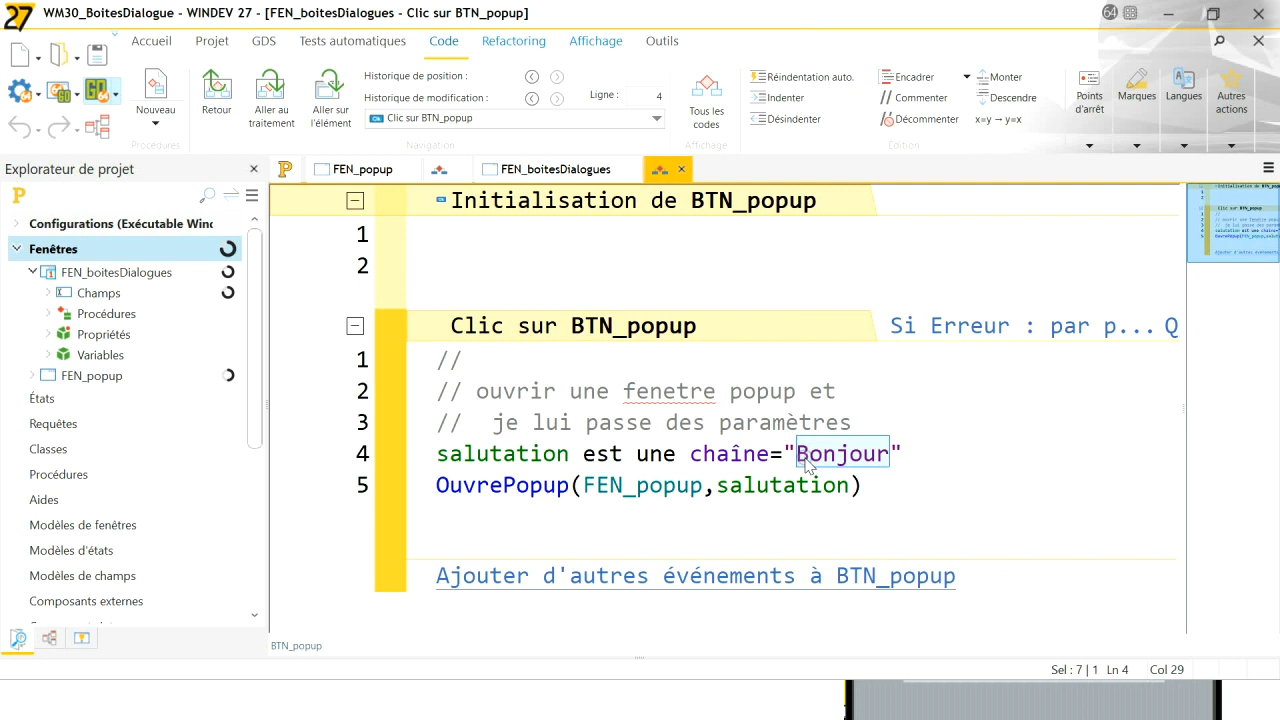 27 WM30_BoitesDialogue - WINDEV 27 - [FEN_boitesDialogues - Clic sur BTN_popup]
64
Accueil Projet GDS Tests automatiques Code Refactoring Affichage Outils
Nouveau
Procédures
Retour
Aller au traitement
Aller sur l'élément
Historique de position :
Historique de modification :
Ligne : 4
Clic sur BTN_popup
Navigation
Tous les codes
Affichage
Réindentation auto.
Indenter
Désindenter
Encadrer
Commenter
Décommenter
Monter
Descendre
x=y → y=x
Edition
Points d'arrêt
Marques
Langues
Autres actions
Explorateur de projet
FEN_popup
FEN_boitesDialogues
Configurations (Exécutable Winc
Fenêtres
FEN_boitesDialogues
Champs
Procédures
Propriétés
Variables
FEN_popup
États
Requêtes
Classes
Procédures
Aides
Modèles de fenêtres
Modèles d'états
Modèles de champs
Composants externes
Initialisation de BTN_popup
1
2
Clic sur BTN_popup Si Erreur : par p... Q
1 //
2 // ouvrir une fenetre popup et
3 // je lui passe des paramètres
4 salutation est une chaîne="Bonjour"
5 OuvrePopup(FEN_popup,salutation)
Ajouter d'autres événements à BTN_popup
BTN_popup
Sel : 7 | 1 Ln 4 Col 29